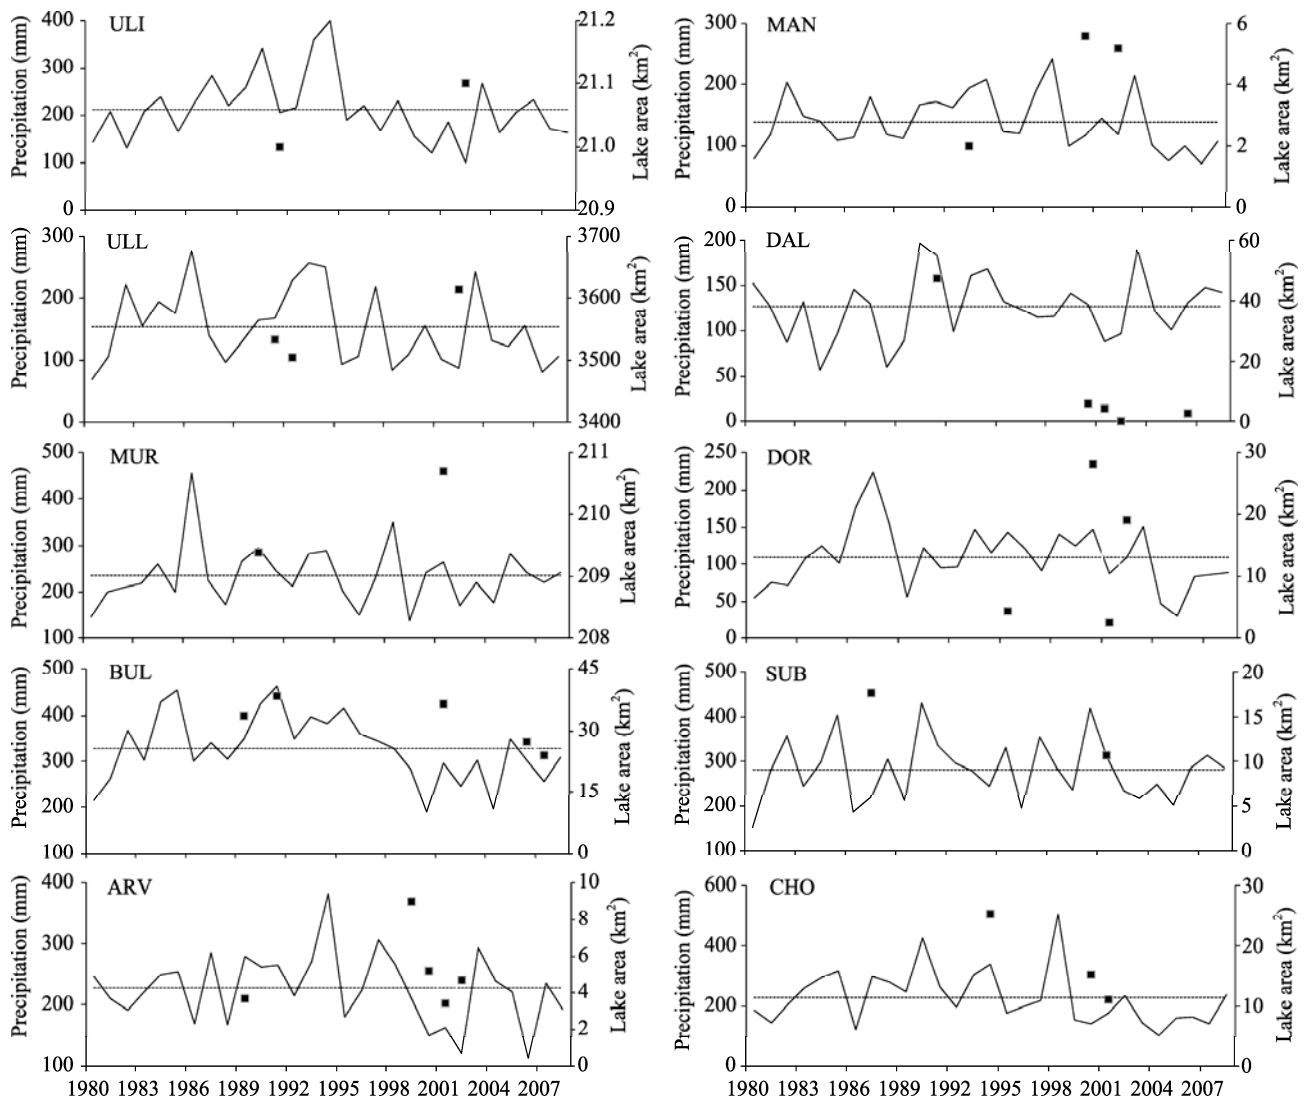 ULI
Precipitation (mm)
400
300
200
100
0
21.2
21.1
21.0
20.9
Lake area (km²)
MAN
Precipitation (mm)
300
200
100
0
6
4
2
0
Lake area (km²)
ULL
Precipitation (mm)
300
200
100
0
3700
3600
3500
3400
Lake area (km²)
DAL
Precipitation (mm)
200
150
100
50
0
60
40
20
0
Lake area (km²)
MUR
Precipitation (mm)
500
400
300
200
100
211
210
209
208
Lake area (km²)
DOR
Precipitation (mm)
250
200
150
100
50
0
30
20
10
0
Lake area (km²)
BUL
Precipitation (mm)
500
400
300
200
100
45
30
15
0
Lake area (km²)
SUB
Precipitation (mm)
500
400
300
200
100
20
15
10
5
0
Lake area (km²)
ARV
Precipitation (mm)
400
300
200
100
10
8
6
4
2
0
Lake area (km²)
1980 1983 1986 1989 1992 1995 1998 2001 2004 2007
CHO
Precipitation (mm)
600
400
200
0
30
20
10
0
Lake area (km²)
1980 1983 1986 1989 1992 1995 1998 2001 2004 2007